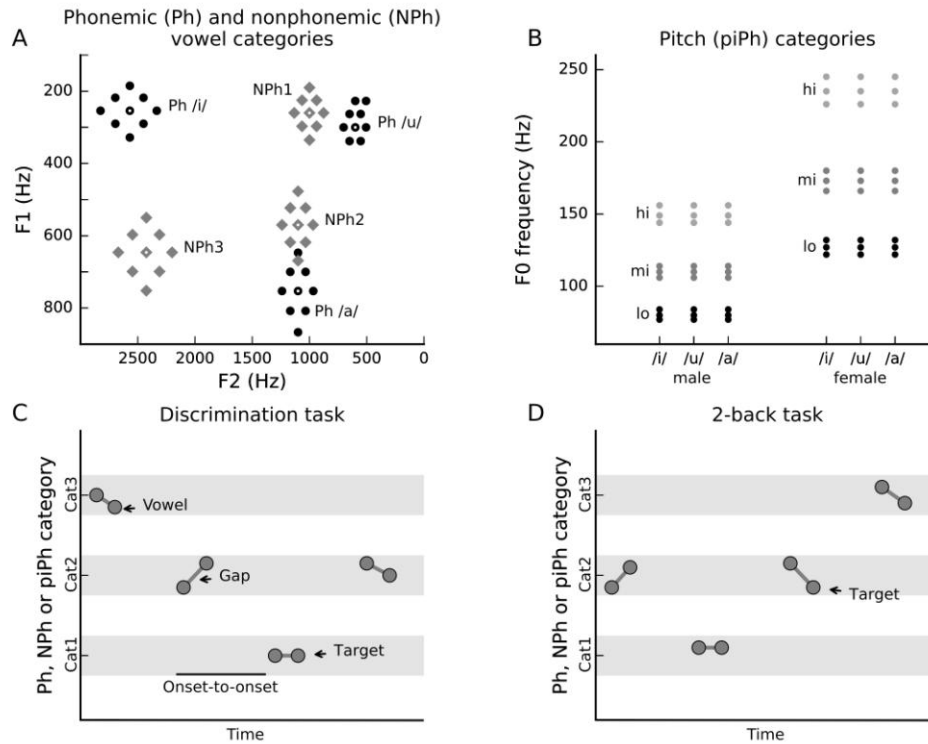 Phonemic (Ph) and nonphonemic (NPh)
vowel categories
A
200
400
600
800
F1 (Hz)
2500
2000
1500
1000
500
0
F2 (Hz)
Ph /i/
NPh1
Ph /u/
NPh2
NPh3
Ph /a/
B
Pitch (piPh) categories
250
200
150
100
F0 frequency (Hz)
hi
mi
lo
hi
mi
lo
/i/ /u/ /a/
male
/i/ /u/ /a/
female
C
Discrimination task
Ph, NPh or piPh category
Cat3
Cat2
Cat1
Vowel
Gap
Target
Onset-to-onset
Time
D
2-back task
Ph, NPh or piPh category
Cat3
Cat2
Cat1
Target
Time